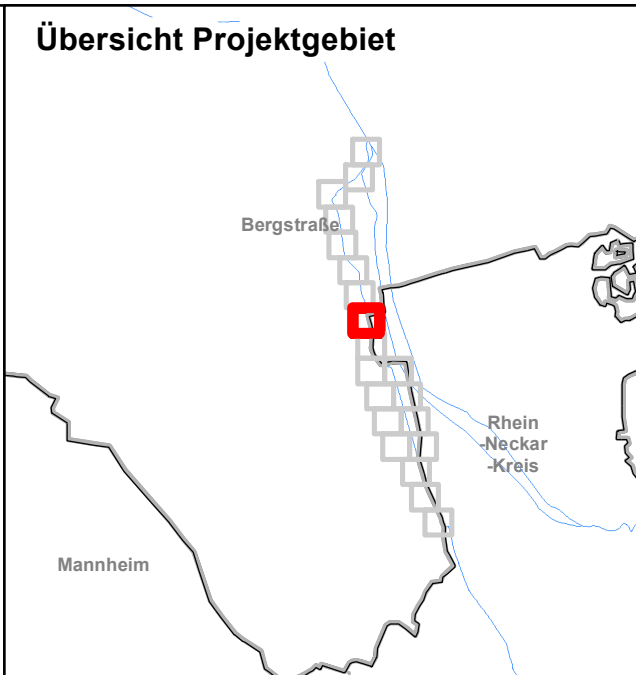 Übersicht Projektgebiet
Bergstraße
Rhein
-Neckar
-Kreis
Mannheim